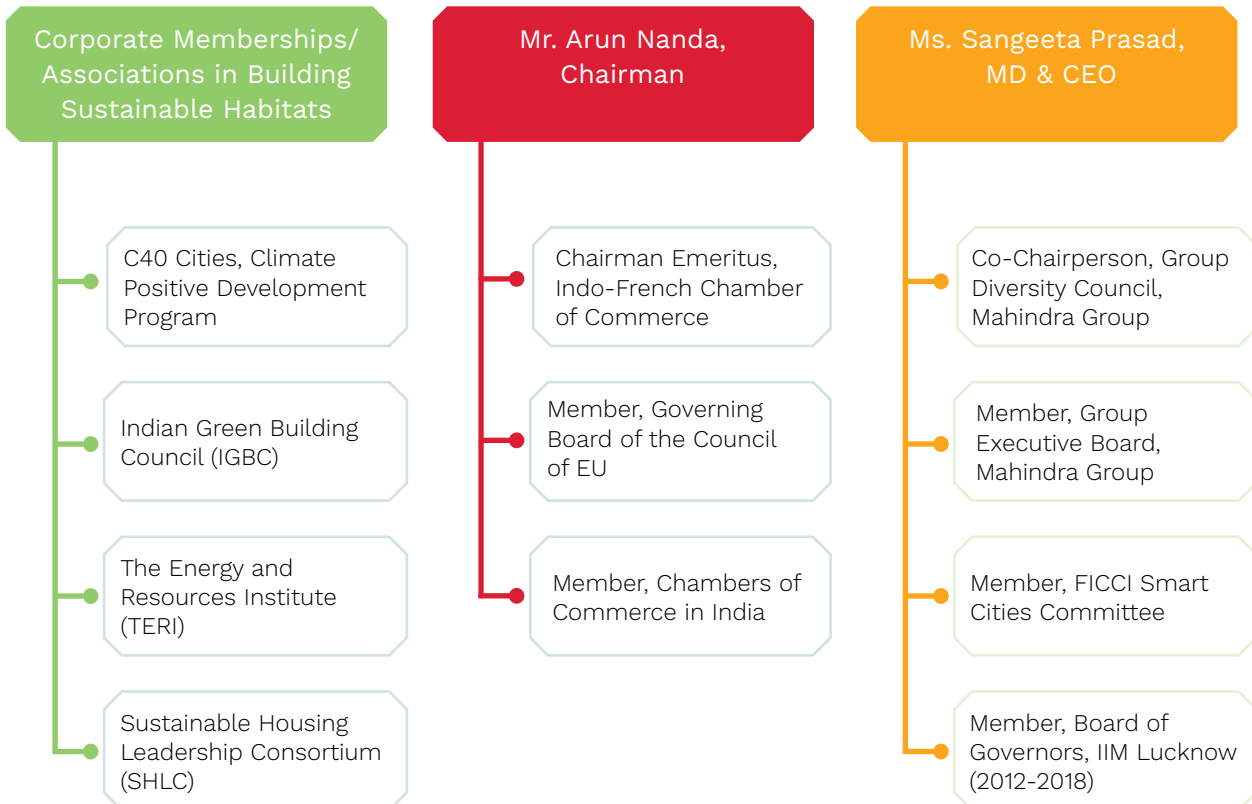 Corporate Memberships/
Associations in Building
Sustainable Habitats
C40 Cities, Climate
Positive Development
Program
Indian Green Building
Council (IGBC)
The Energy and
Resources Institute
(TERI)
Sustainable Housing
Leadership Consortium
(SHLC)
Mr. Arun Nanda,
Chairman
Chairman Emeritus,
Indo-French Chamber
of Commerce
Member, Governing
Board of the Council
of EU
Member, Chambers of
Commerce in India
Ms. Sangeeta Prasad,
MD & CEO
Co-Chairperson, Group
Diversity Council,
Mahindra Group
Member, Group
Executive Board,
Mahindra Group
Member, FICCI Smart
Cities Committee
Member, Board of
Governors, IIM Lucknow
(2012-2018)